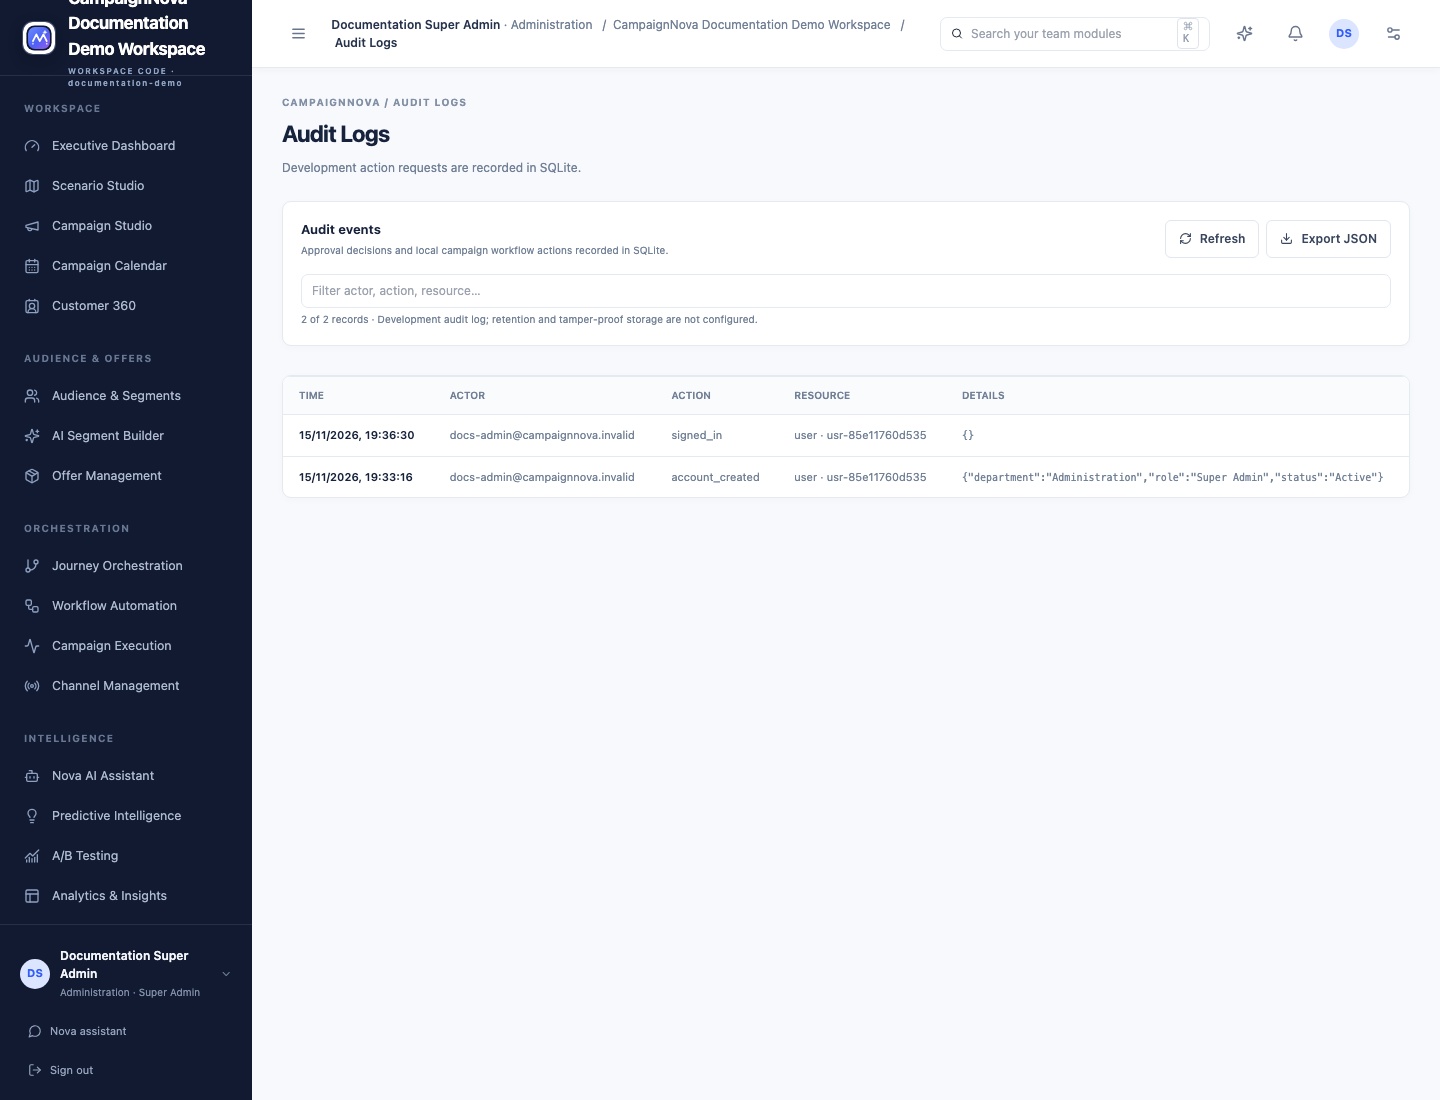 CampaignNova
Documentation
Demo Workspace
WORKSPACE CODE ·
documentation-demo
WORKSPACE
Executive Dashboard
Scenario Studio
Campaign Studio
Campaign Calendar
Customer 360
AUDIENCE & OFFERS
Audience & Segments
AI Segment Builder
Offer Management
ORCHESTRATION
Journey Orchestration
Workflow Automation
Campaign Execution
Channel Management
INTELLIGENCE
Nova AI Assistant
Predictive Intelligence
A/B Testing
Analytics & Insights
DS
Documentation Super
Admin
Administration · Super Admin
Nova assistant
Sign out
Documentation Super Admin · Administration / CampaignNova Documentation Demo Workspace /
Audit Logs
Search your team modules
⌘
K
DS
CAMPAIGNNOVA / AUDIT LOGS
Audit Logs
Development action requests are recorded in SQLite.
Audit events
Approval decisions and local campaign workflow actions recorded in SQLite.
Refresh
Export JSON
Filter actor, action, resource...
2 of 2 records · Development audit log; retention and tamper-proof storage are not configured.
TIME ACTOR ACTION RESOURCE DETAILS
15/11/2026, 19:36:30 docs-admin@campaignnova.invalid signed_in user · usr-85e11760d535 {}
15/11/2026, 19:33:16 docs-admin@campaignnova.invalid account_created user · usr-85e11760d535 {"department":"Administration","role":"Super Admin","status":"Active"}